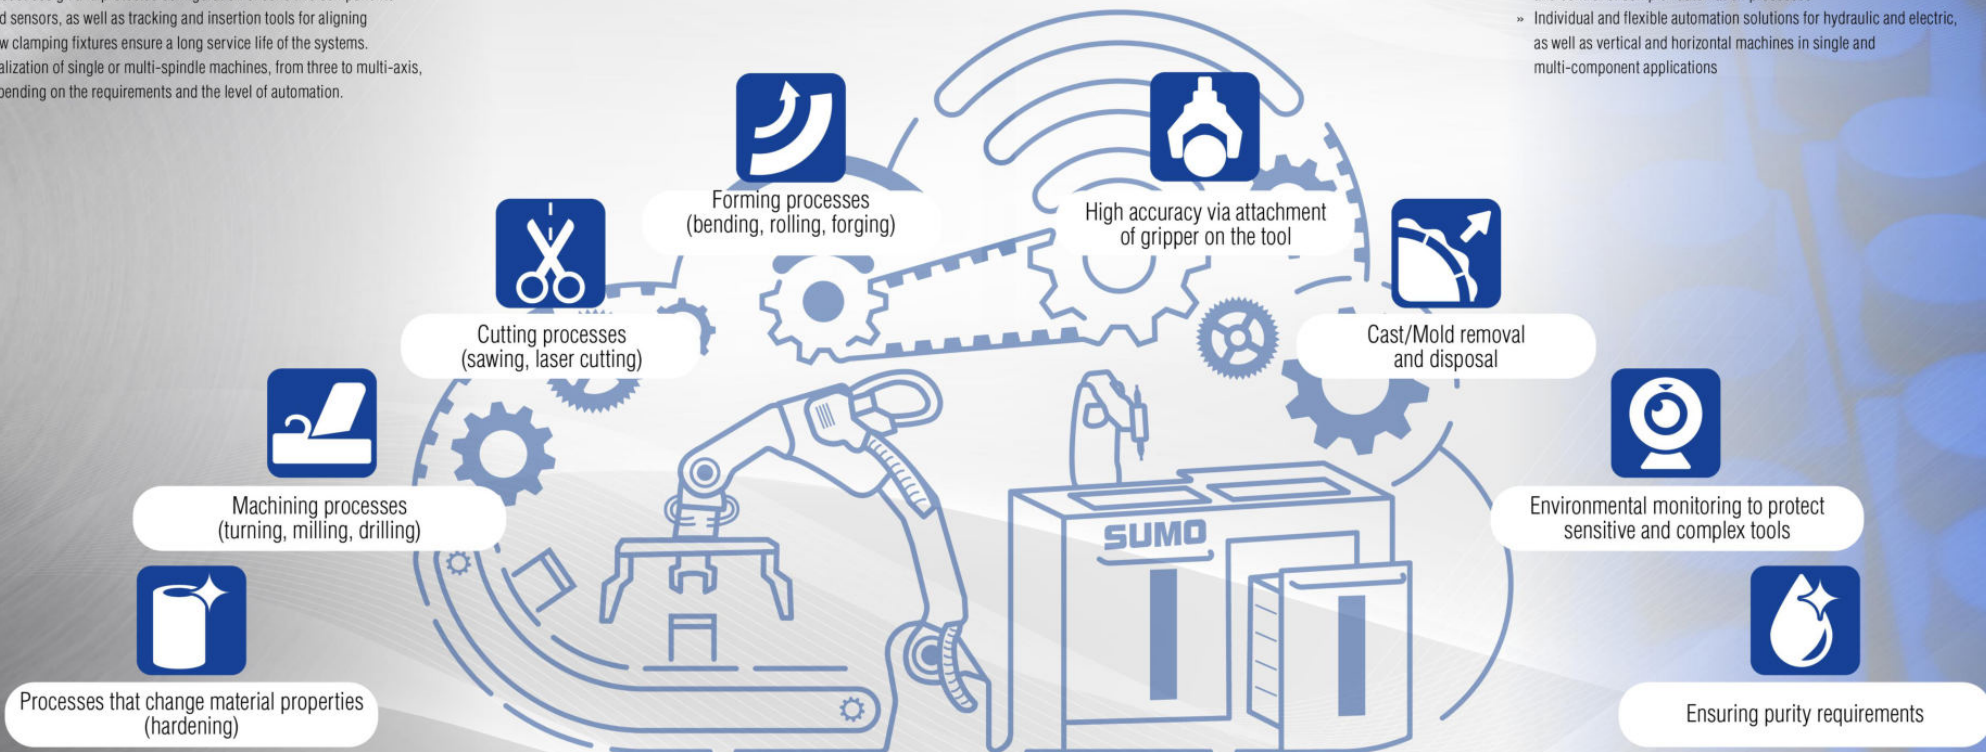 d sensors, as well as tracking and insertion tools for aligning
w clamping fixtures ensure a long service life of the systems.
alization of single or multi-spindle machines, from three to multi-axis,
pending on the requirements and the level of automation.
» Individual and flexible automation solutions for hydraulic and electric,
as well as vertical and horizontal machines in single and
multi-component applications
Forming processes
(bending, rolling, forging)
High accuracy via attachment
of gripper on the tool
Cutting processes
(sawing, laser cutting)
Cast/Mold removal
and disposal
Machining processes
(turning, milling, drilling)
Environmental monitoring to protect
sensitive and complex tools
SUMO
Processes that change material properties
(hardening)
Ensuring purity requirements